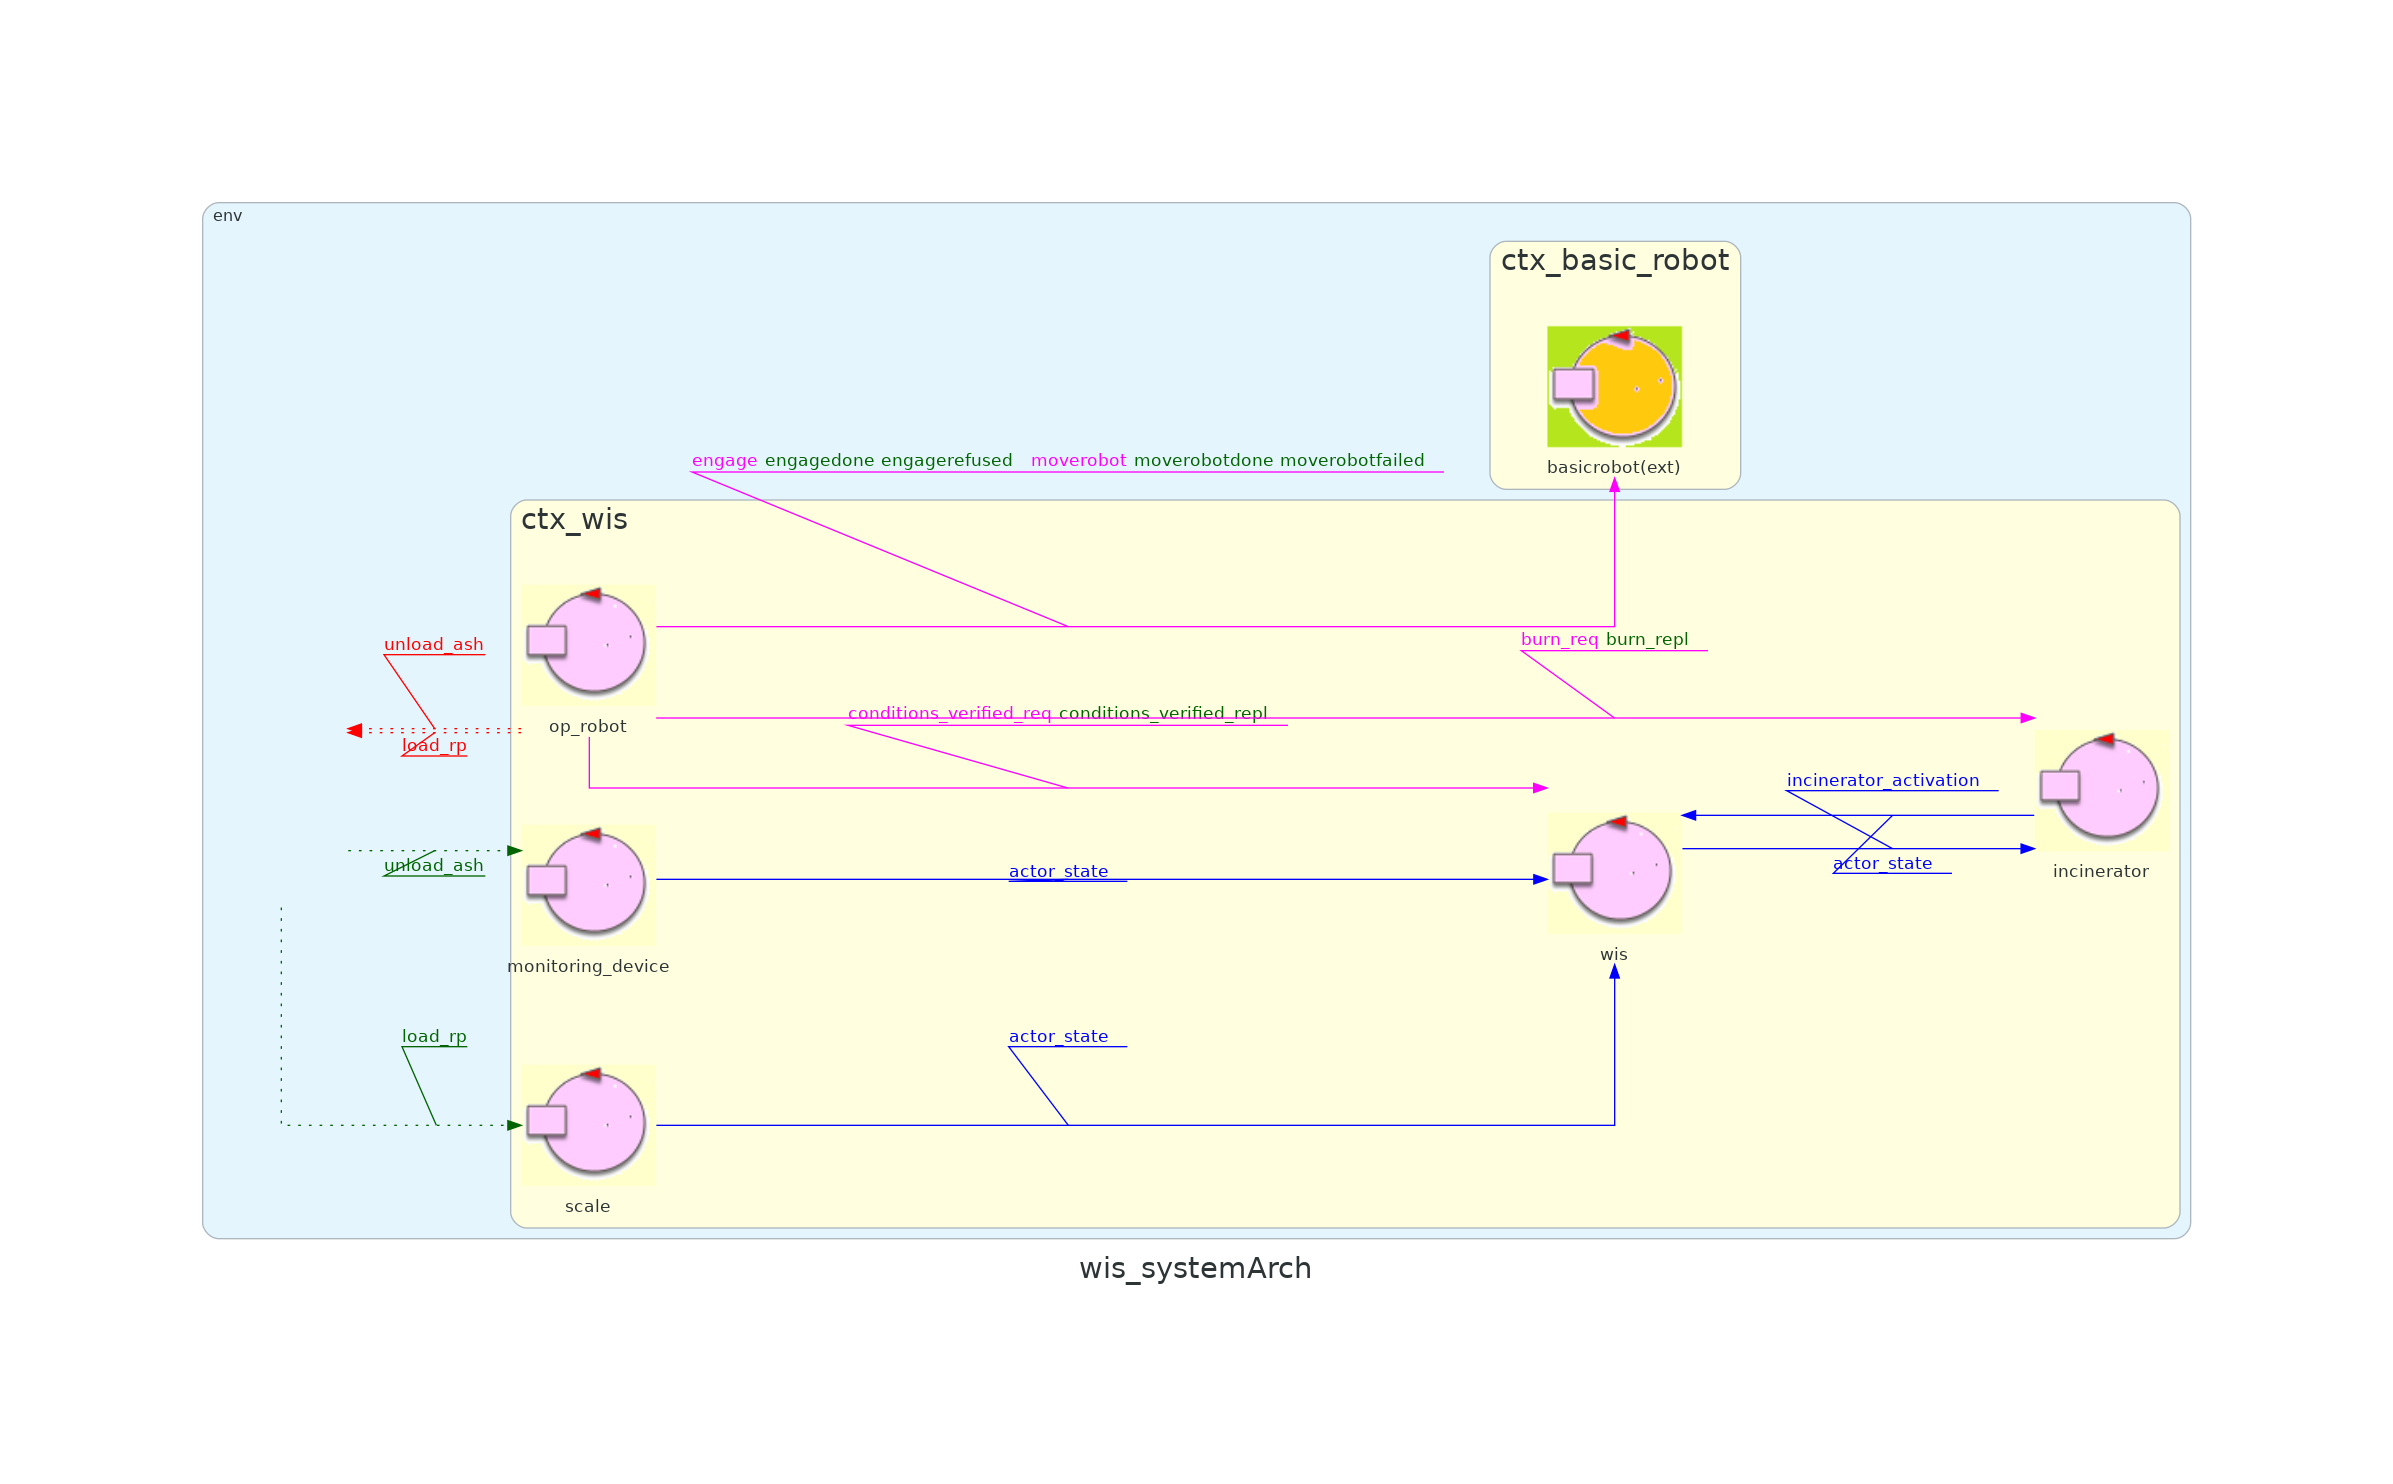 env
ctx_basic_robot
basicrobot(ext)
engage engagedone engagerefused moverobot moverobotdone moverobotfailed
ctx_wis
unload_ash
burn_req burn_repl
conditions_verified_req conditions_verified_repl
op_robot
load_rp
incinerator_activation
unload_ash
actor_state
actor_state
incinerator
wis
monitoring_device
load_rp
actor_state
scale
wis_systemArch